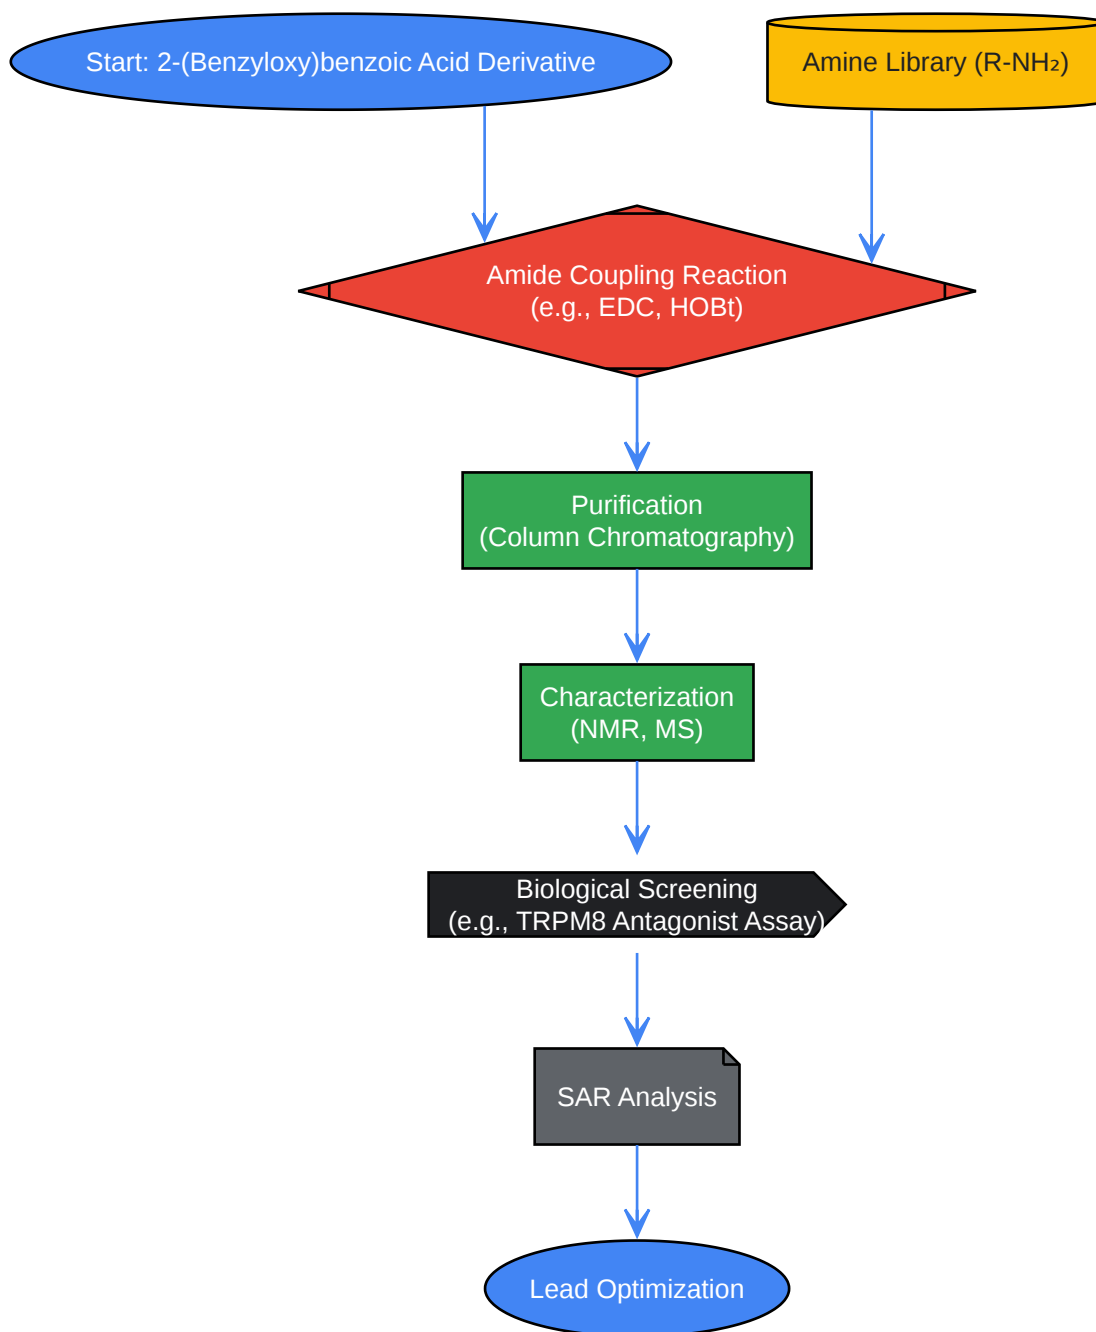 Start: 2-(Benzyloxy)benzoic Acid Derivative
Amine Library (R-NH₂)
Amide Coupling Reaction
(e.g., EDC, HOBt)
Purification
(Column Chromatography)
Characterization
(NMR, MS)
Biological Screening
(e.g., TRPM8 Antagonist Assay)
SAR Analysis
Lead Optimization